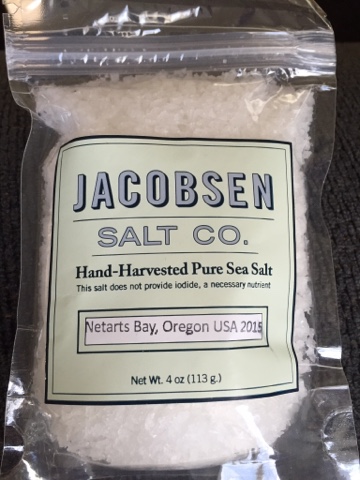 JACOBSEN
SALT CO.
Hand-Harvested Pure Sea Salt
This salt does not provide iodide, a necessary nutrient
Netarts Bay, Oregon USA 2015
Net Wt. 4 oz (113 g.)